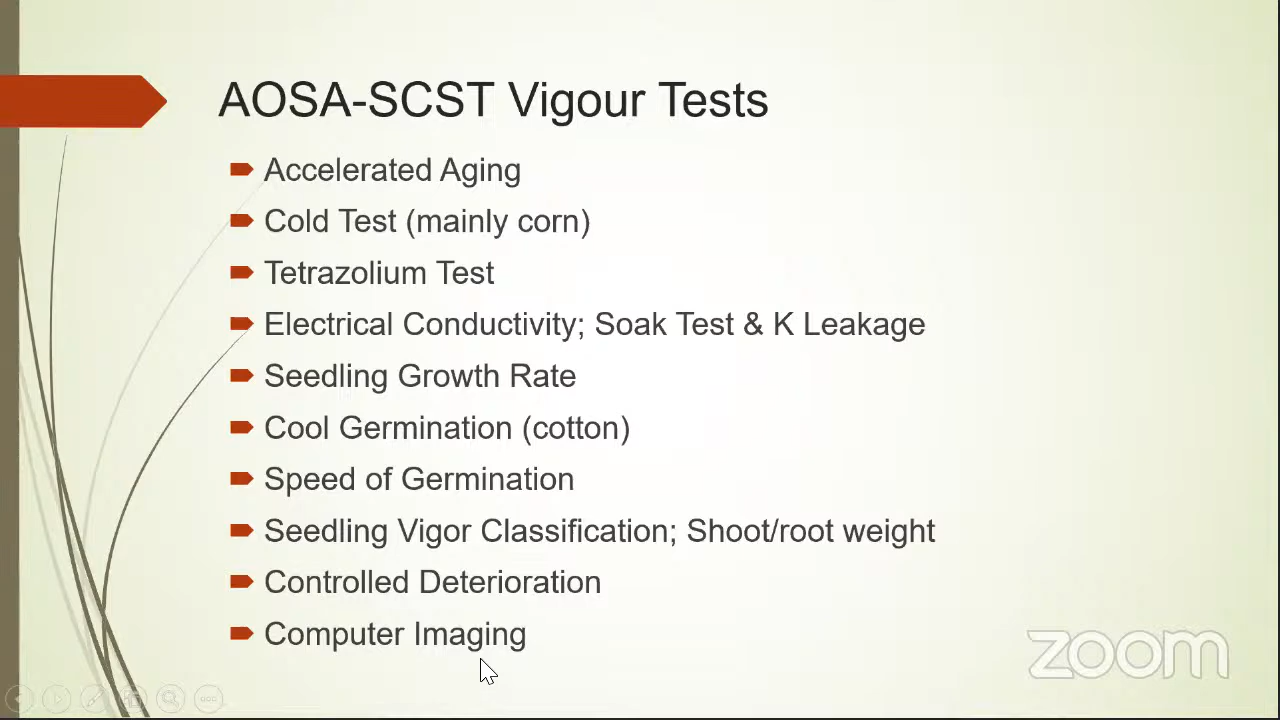 AOSA-SCST Vigour Tests
Accelerated Aging
Cold Test (mainly corn)
Tetrazolium Test
Electrical Conductivity; Soak Test & K Leakage
Seedling Growth Rate
Cool Germination (cotton)
Speed of Germination
Seedling Vigor Classification; Shoot/root weight
Controlled Deterioration
Computer Imaging
zoom